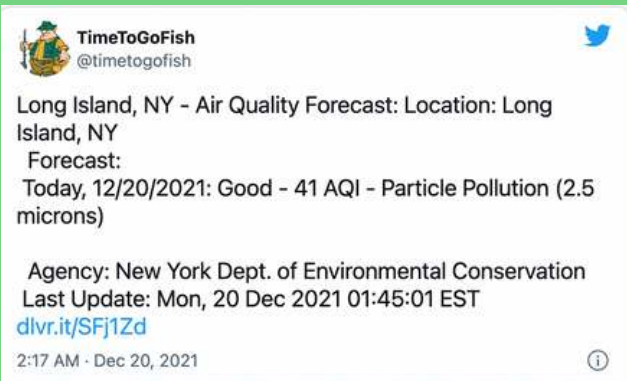 TimeToGoFish
@timetogofish
Long Island, NY - Air Quality Forecast: Location: Long
Island, NY
Forecast:
Today, 12/20/2021: Good - 41 AQI - Particle Pollution (2.5
microns)
Agency: New York Dept. of Environmental Conservation
Last Update: Mon, 20 Dec 2021 01:45:01 EST
dlvr.it/SFj1Zd
2:17 AM · Dec 20, 2021